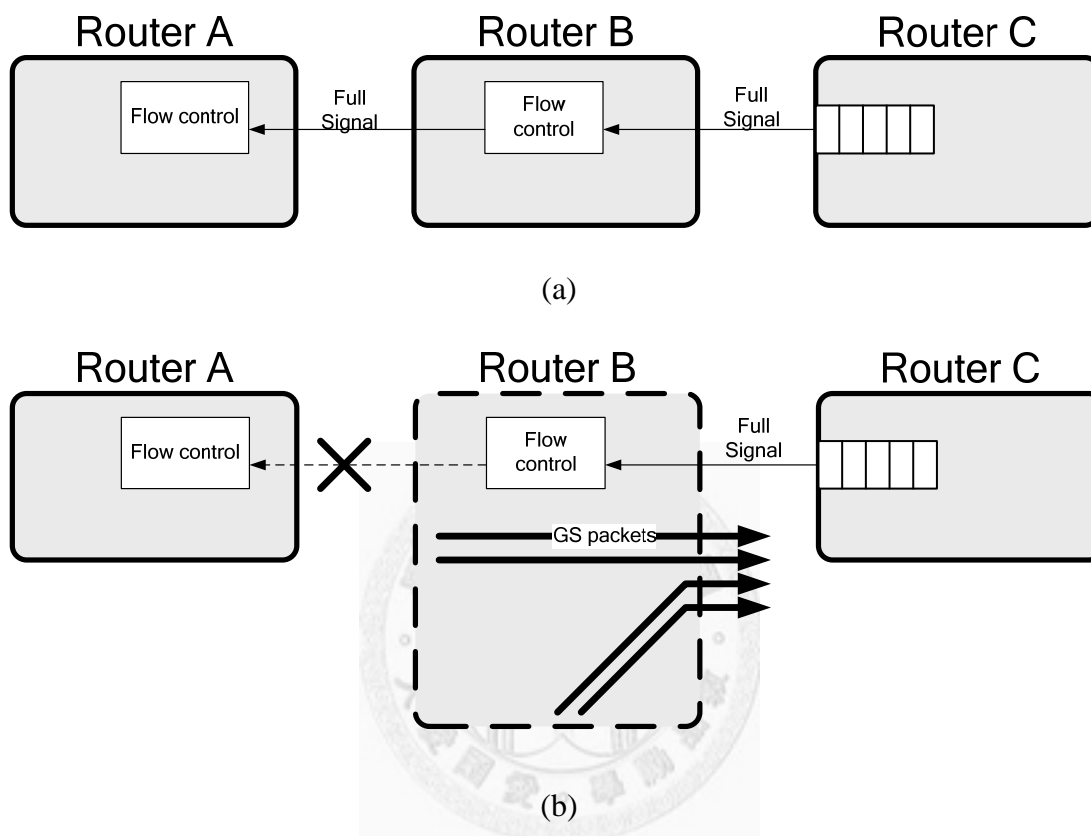 Router A
Router B
Router C
Flow control
Full
Signal
Flow
control
Full
Signal
(a)
Router A
Router B
Router C
Flow control
Flow
control
Full
Signal
GS packets
(b)